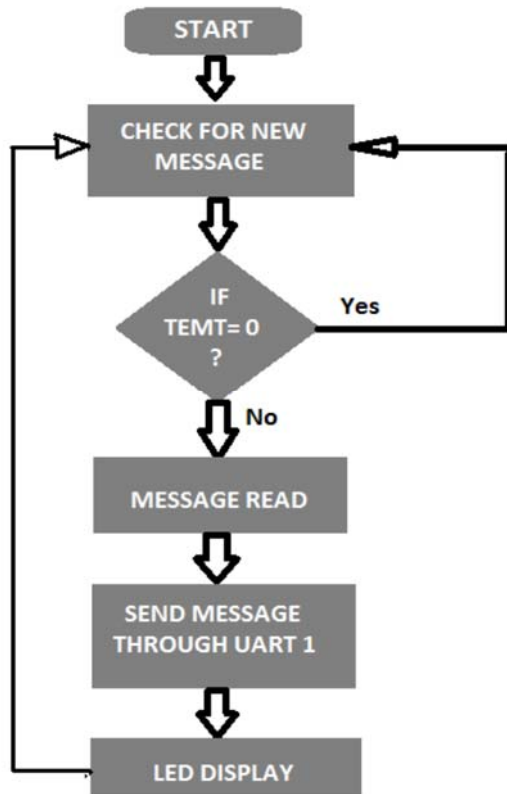 START
CHECK FOR NEW
MESSAGE
IF
TEMT= 0
?
Yes
No
MESSAGE READ
SEND MESSAGE
THROUGH UART 1
LED DISPLAY